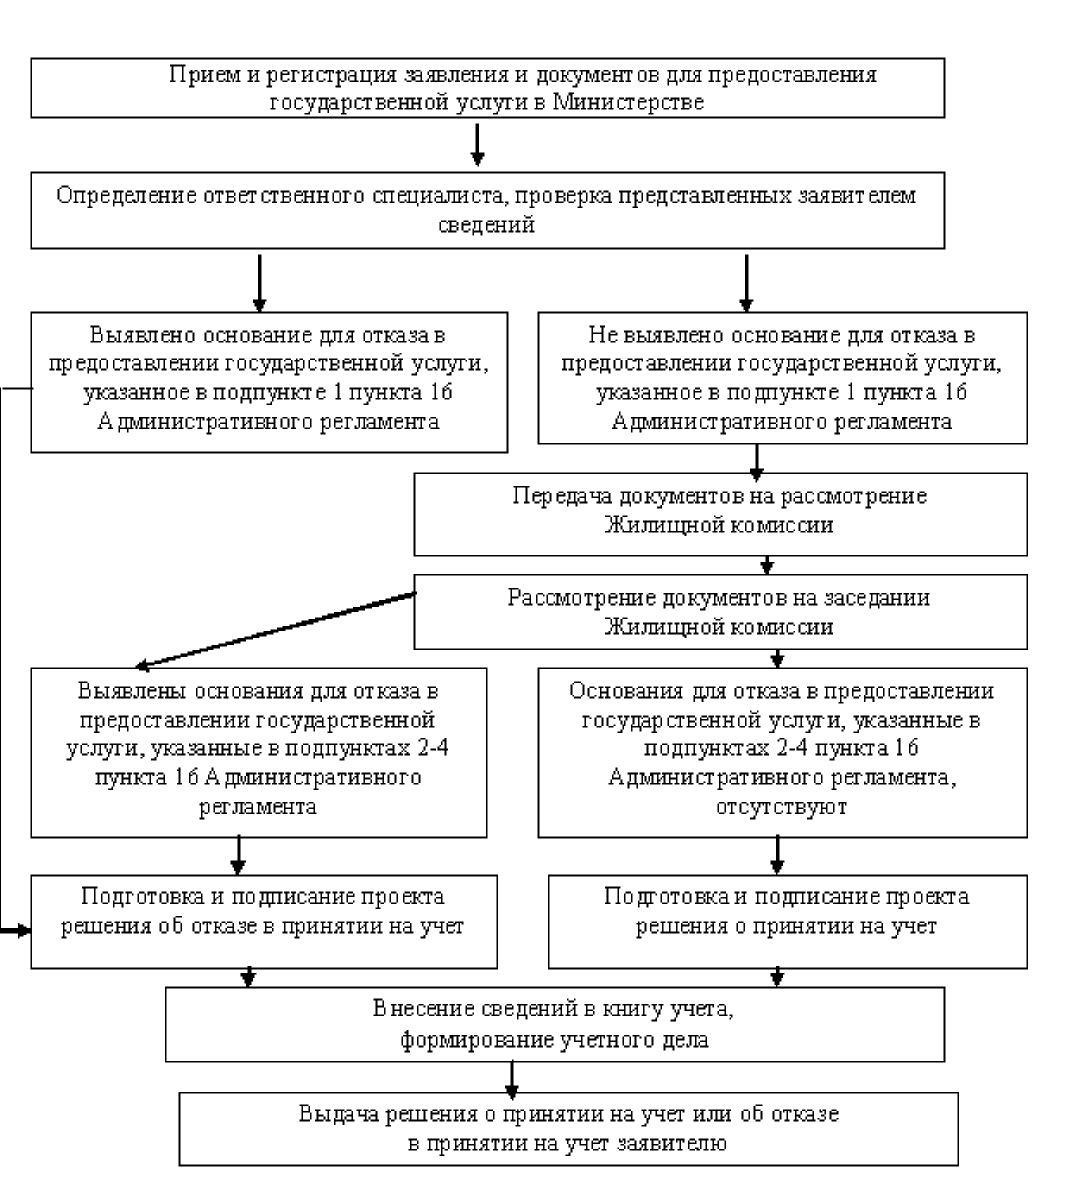 Прием и регистрация заявления и документов для предоставления
государственной услуги в Министерстве
Определение ответственного специалиста, проверка представленных заявителем
сведений
Выявлено основание для отказа в
предоставлении государственной услуги,
указанное в подпункте 1 пункта 16
Административного регламента
Не выявлено основание для отказа в
предоставлении государственной услуги,
указанное в подпункте 1 пункта 16
Административного регламента
Передача документов на рассмотрение
Жилищной комиссии
Рассмотрение документов на заседании
Жилищной комиссии
Выявлены основания для отказа в
предоставлении государственной
услуги, указанные в подпунктах 2-4
пункта 16 Административного
регламента
Основания для отказа в предоставлении
государственной услуги, указанные в
подпунктах 2-4 пункта 16
Административного регламента,
отсутствуют
Подготовка и подписание проекта
решения об отказе в принятии на учет
Подготовка и подписание проекта
решения о принятии на учет
Внесение сведений в книгу учета,
формирование учетного дела
Выдача решения о принятии на учет или об отказе
в принятии на учет заявителю